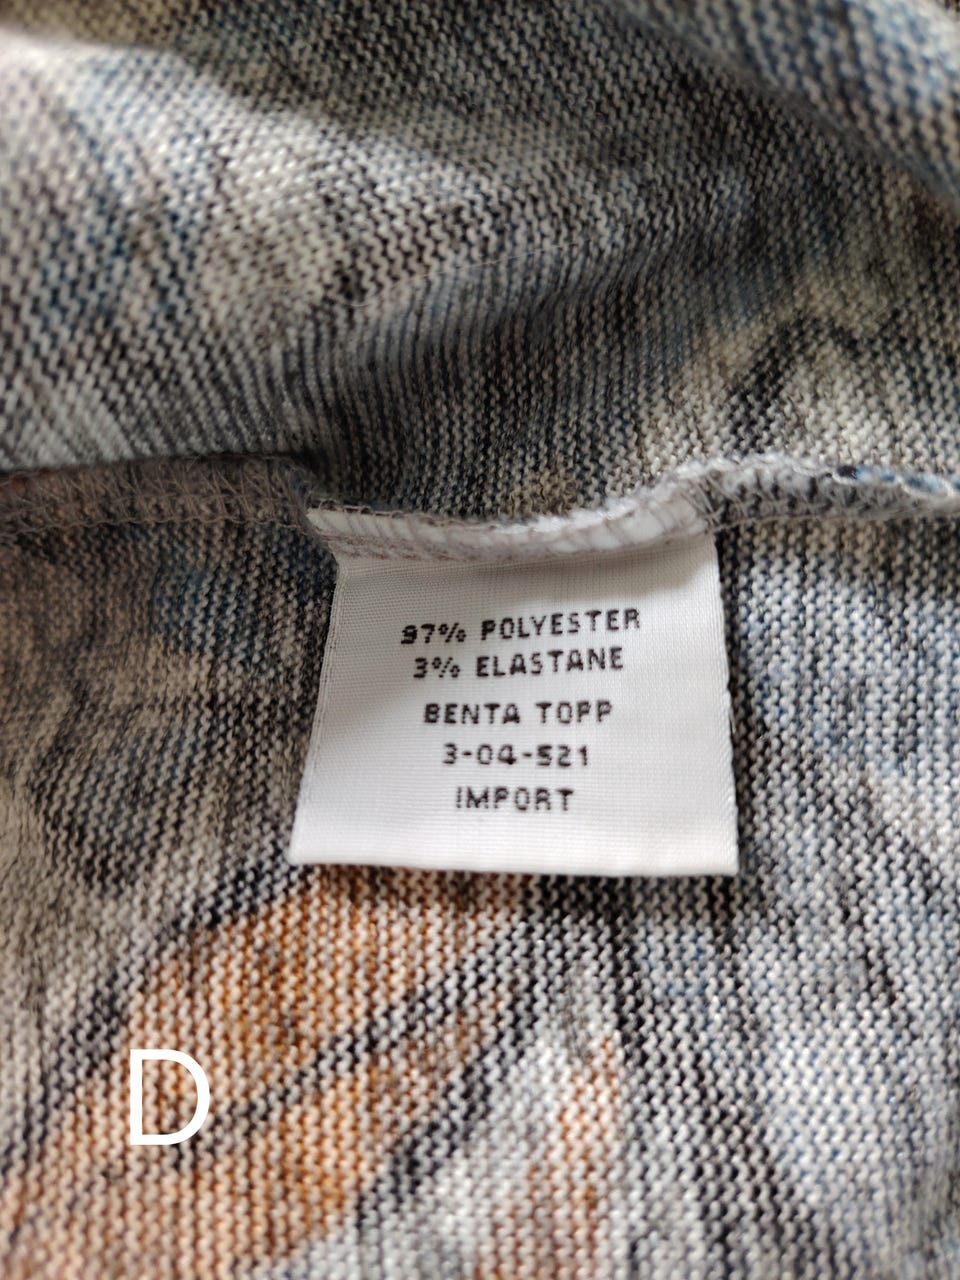 97% POLYESTER
3% ELASTANE
BENTA TOPP
3-04-521
IMPORT
D